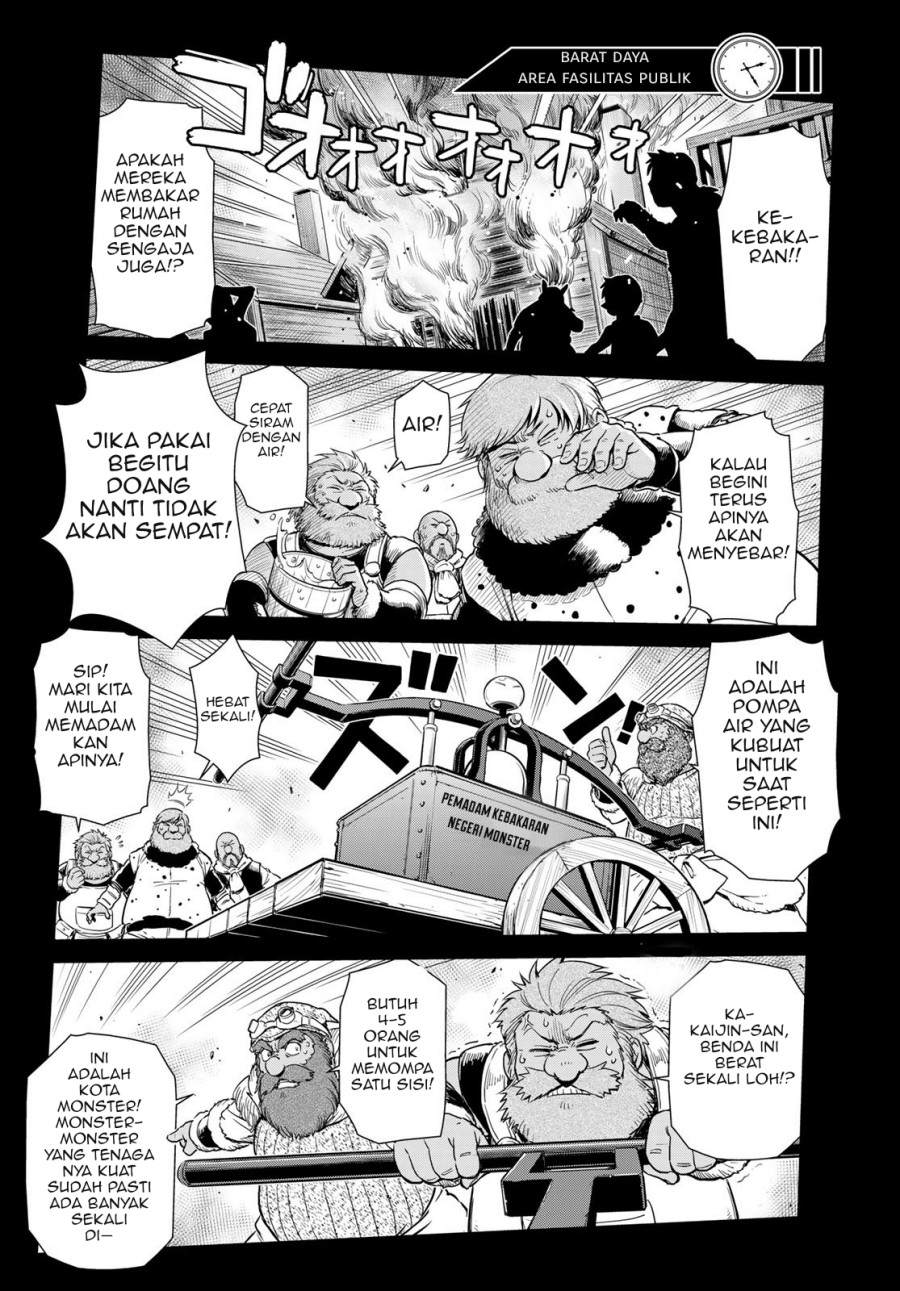 BARAT DAYA
AREA FASILITAS PUBLIK
ゴオオオオオオオ
KE-
KEBAKA-
RAN!!
APAKAH
MEREKA
MEMBAKAR
RUMAH
DENGAN
SENGAJA
JUGA!?
KALAU
BEGINI
TERUS
APINYA
AKAN
MENYEBAR!
AIR!
CEPAT
SIRAM
DENGAN
AIR!
JIKA PAKAI
BEGITU
DOANG
NANTI TIDAK
AKAN SEMPAT!
INI
ADALAH
POMPA
AIR YANG
KUBUAT
UNTUK
SAAT
SEPERTI
INI!
ズン!
PEMADAM KEBAKARAN
NEGERI MONSTER
HEBAT
SEKALI!
SIP!
MARI KITA
MULAI
MEMADAM
KAN
APINYA!
KA-
KAIJIN-SAN,
BENDA INI
BERAT
SEKALI LOH!?
BUTUH
4-5
ORANG
UNTUK
MEMOMPA
SATU SISI!
INI
ADALAH
KOTA
MONSTER!
MONSTER-
MONSTER
YANG TENAGA
NYA KUAT
SUDAH PASTI
ADA BANYAK
SEKALI
DI—